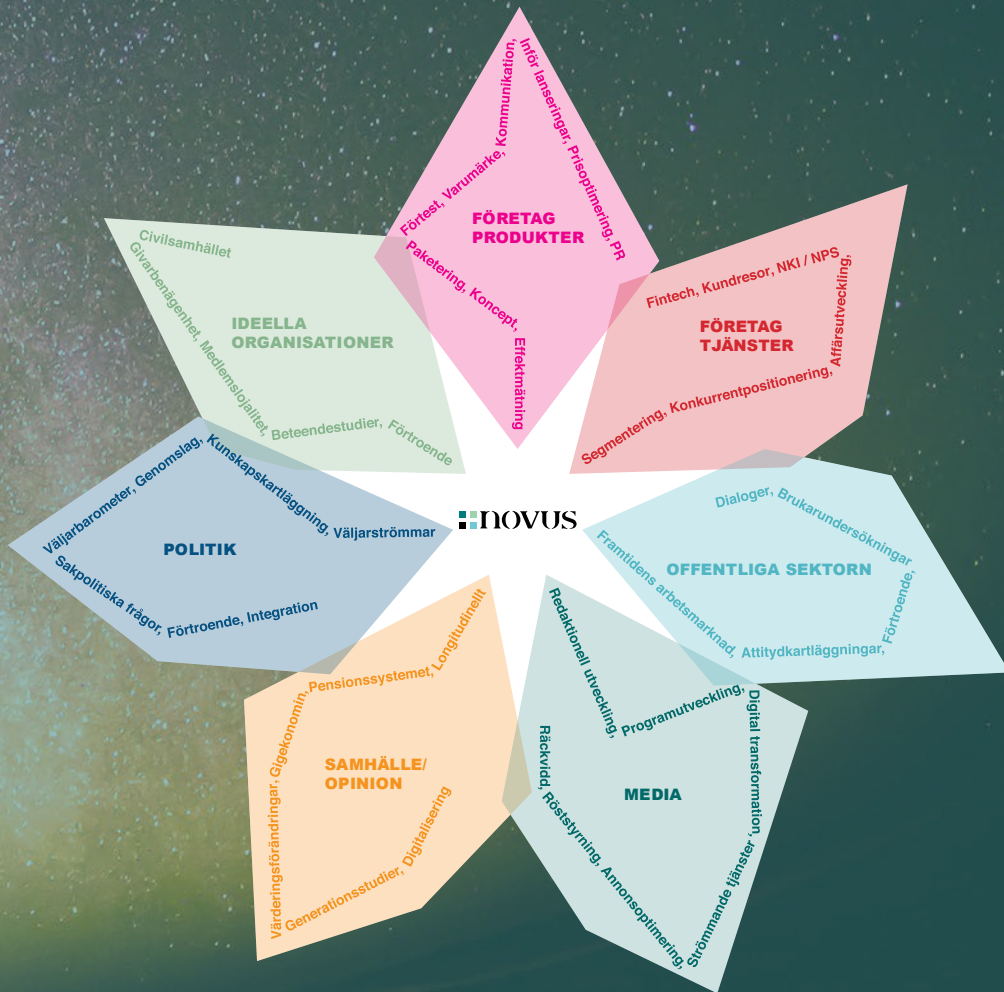 Förtest, Varumärke, Kommunikation,
Inför lanseringar, Prisoptimering, PR
FÖRETAG
PRODUKTER
Paketering, Koncept, Effektmätning
Fintech, Kundresor, NKI / NPS
FÖRETAG
TJÄNSTER
Segmentering, Konkurrentpositionering, Affärsutveckling,
Civilsamhället
Givarbenägenhet, Medlemslojalitet,
IDEELLA
ORGANISATIONER
Beteendestudier, Förtroende
Väljarbarometer, Genomslag,
Kunskapskartläggning, Väljarströmmar
POLITIK
Sakpolitiska frågor, Förtroende, Integration
novus
Dialoger, Brukarundersökningar
OFFENTLIGA SEKTORN
Framtidens arbetsmarknad, Attitydkartläggningar, Förtroende,
Värderingsförändringar, Gigekonomin, Pensionssystemet, Longitudinellt
SAMHÄLLE/
OPINION
Generationsstudier, Digitalisering
Redaktionell utveckling, Programutveckling,
Digital transformation,
MEDIA
Räckvidd, Röststyrning, Annonsoptimering,
Strömmande tjänster ‘